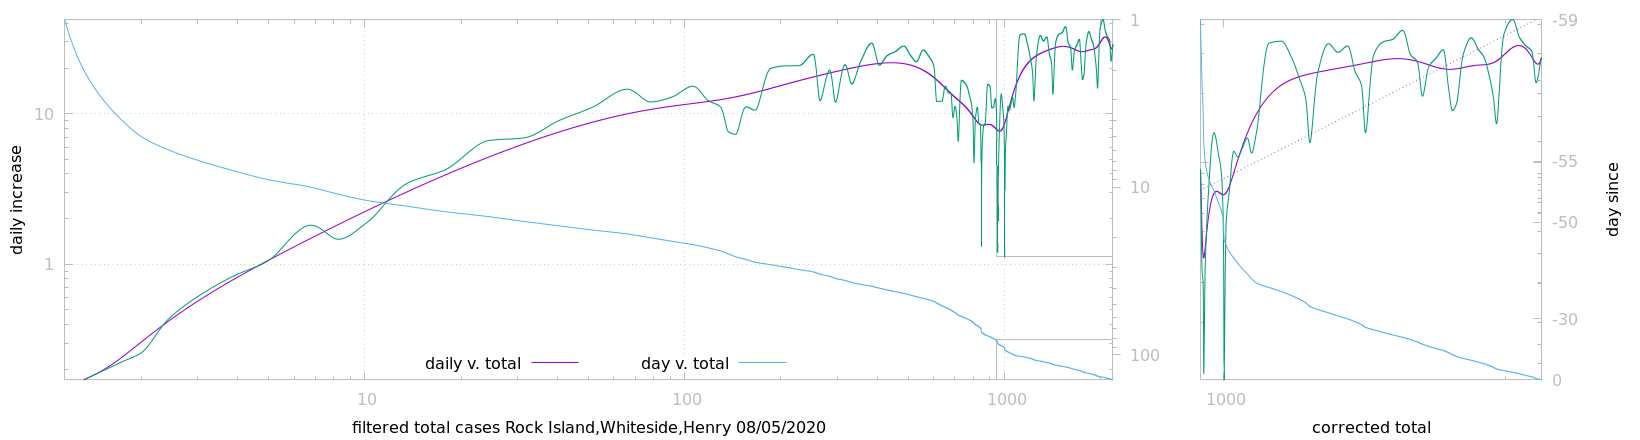 daily increase
10
1
daily v. total
day v. total
10
100
1000
filtered total cases Rock Island,Whiteside,Henry 08/05/2020
1
10
100
-59
-55
-50
-30
0
day since
1000
corrected total